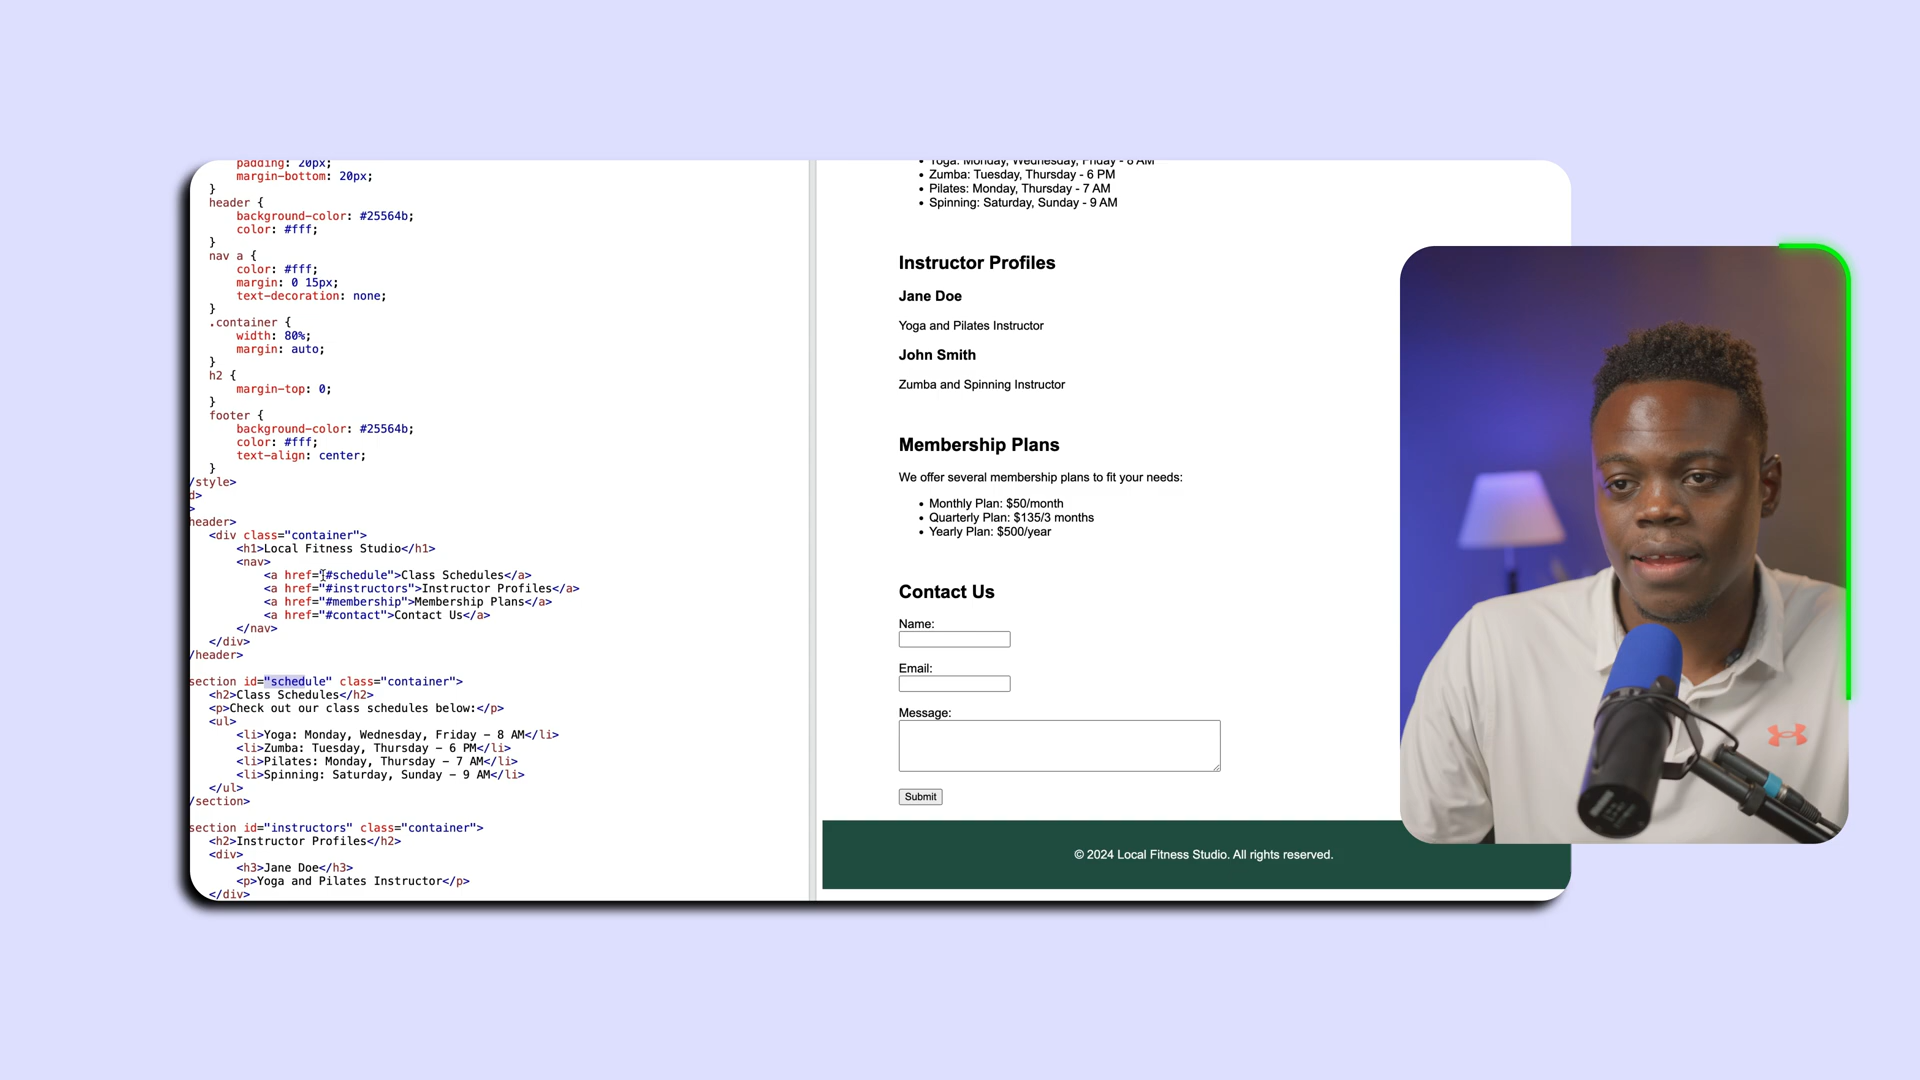 padding: 20px;
margin-bottom: 20px;
}
header {
background-color: #25564b;
color: #fff;
}
nav a {
color: #fff;
margin: 0 15px;
text-decoration: none;
}
.container {
width: 80%;
margin: auto;
}
h2 {
margin-top: 0;
}
footer {
background-color: #25564b;
color: #fff;
text-align: center;
}
/style>
d>
>
header>
<div class="container">
<h1>Local Fitness Studio</h1>
<nav>
<a href="#schedule">Class Schedules</a>
<a href="#instructors">Instructor Profiles</a>
<a href="#membership">Membership Plans</a>
<a href="#contact">Contact Us</a>
</nav>
</div>
/header>
section id="schedule" class="container">
<h2>Class Schedules</h2>
<p>Check out our class schedules below:</p>
<ul>
<li>Yoga: Monday, Wednesday, Friday – 8 AM</li>
<li>Zumba: Tuesday, Thursday – 6 PM</li>
<li>Pilates: Monday, Thursday – 7 AM</li>
<li>Spinning: Saturday, Sunday – 9 AM</li>
</ul>
/section>
section id="instructors" class="container">
<h2>Instructor Profiles</h2>
<div>
<h3>Jane Doe</h3>
<p>Yoga and Pilates Instructor</p>
</div>
• Yoga: Monday, Wednesday, Friday - 8 AM
• Zumba: Tuesday, Thursday - 6 PM
• Pilates: Monday, Thursday - 7 AM
• Spinning: Saturday, Sunday - 9 AM
Instructor Profiles
Jane Doe
Yoga and Pilates Instructor
John Smith
Zumba and Spinning Instructor
Membership Plans
We offer several membership plans to fit your needs:
• Monthly Plan: $50/month
• Quarterly Plan: $135/3 months
• Yearly Plan: $500/year
Contact Us
Name:
Email:
Message:
Submit
© 2024 Local Fitness Studio. All rights reserved.